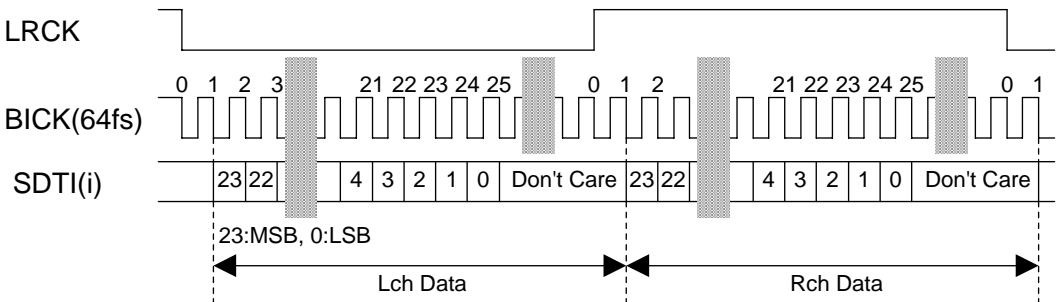 LRCK
0 1 2 3 21 22 23 24 25 0 1 2 21 22 23 24 25 0 1
BICK(64fs)
SDTI(i) 23 22 4 3 2 1 0 Don't Care 23 22 4 3 2 1 0 Don't Care
23:MSB, 0:LSB
Lch Data Rch Data